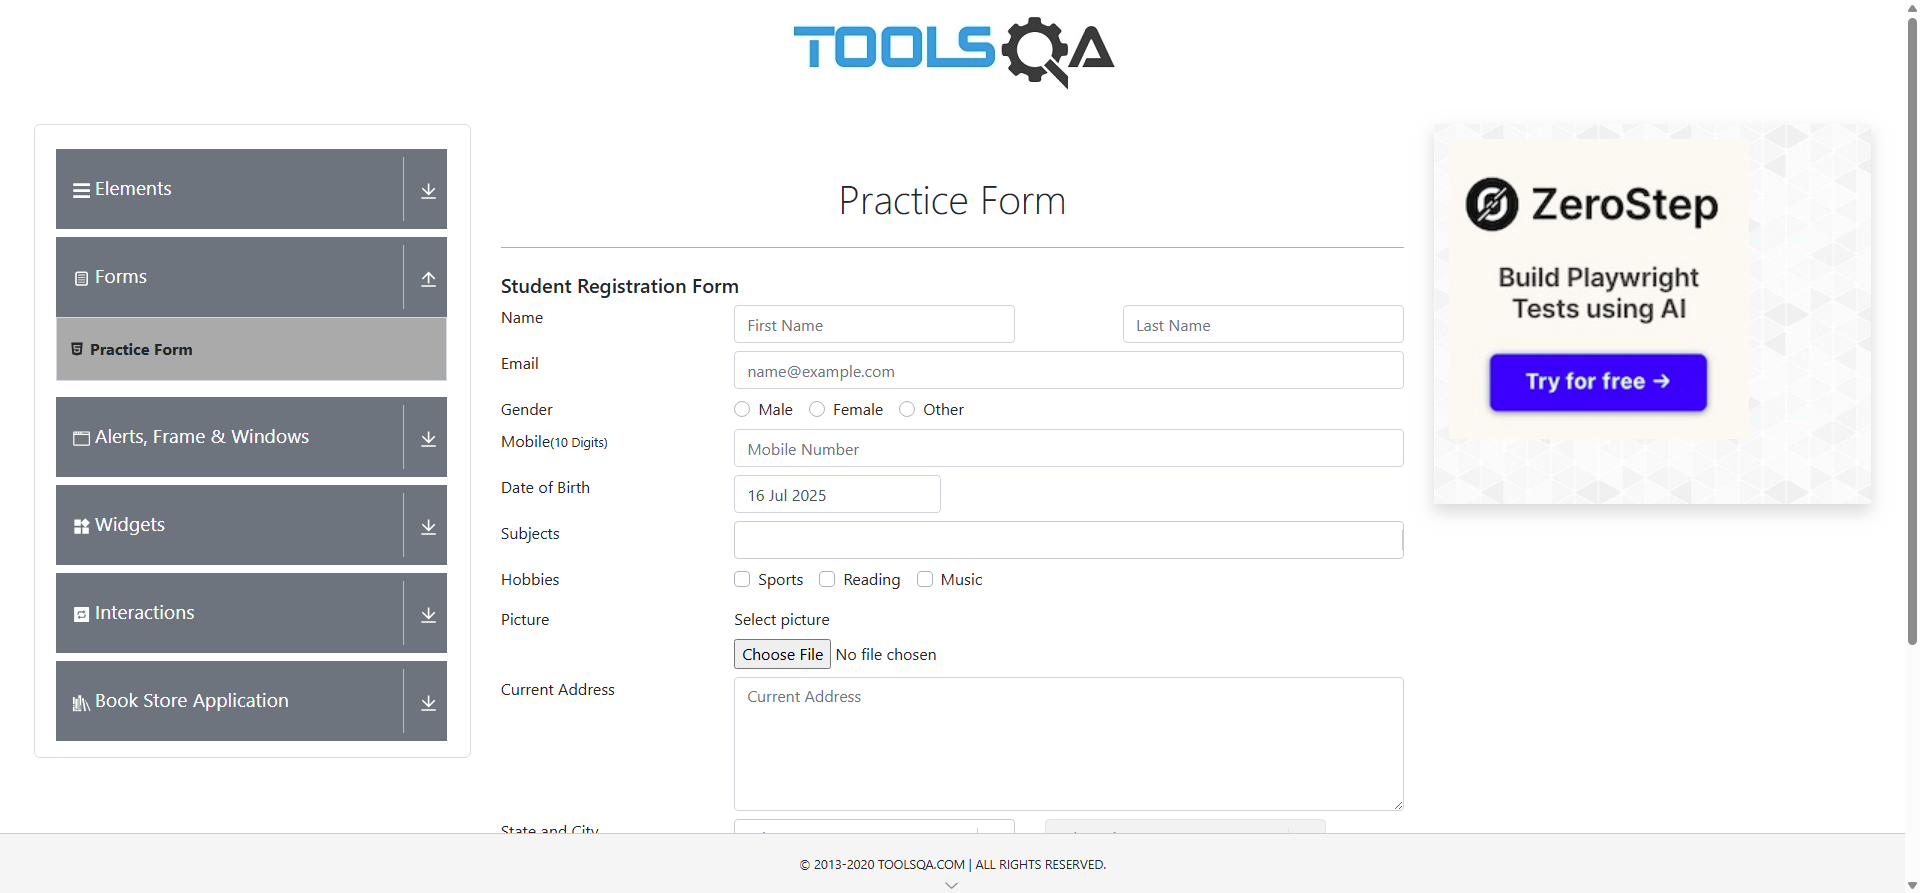 TOOLSQA
Elements
Forms
Practice Form
Alerts, Frame & Windows
Widgets
Interactions
Book Store Application
Practice Form
Student Registration Form
Name
First Name
Last Name
Email
name@example.com
Gender
Male
Female
Other
Mobile(10 Digits)
Mobile Number
Date of Birth
16 Jul 2025
Subjects
Hobbies
Sports
Reading
Music
Picture
Select picture
Choose File No file chosen
Current Address
Current Address
State and City
ZeroStep
Build Playwright
Tests using AI
Try for free →
© 2013-2020 TOOLSQA.COM | ALL RIGHTS RESERVED.